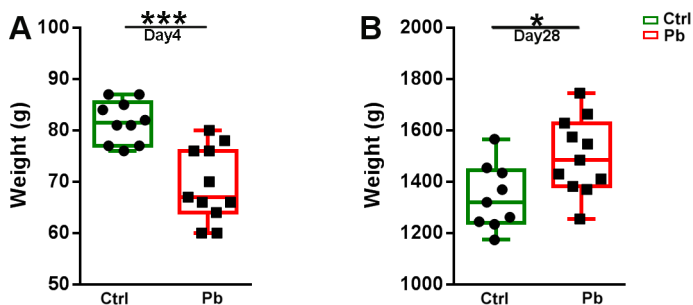 A
***
Day4
Weight (g)
100
90
80
70
60
50
Ctrl
Pb
B
*
Day28
Weight (g)
2000
1800
1600
1400
1200
1000
Ctrl
Pb
Ctrl
Pb